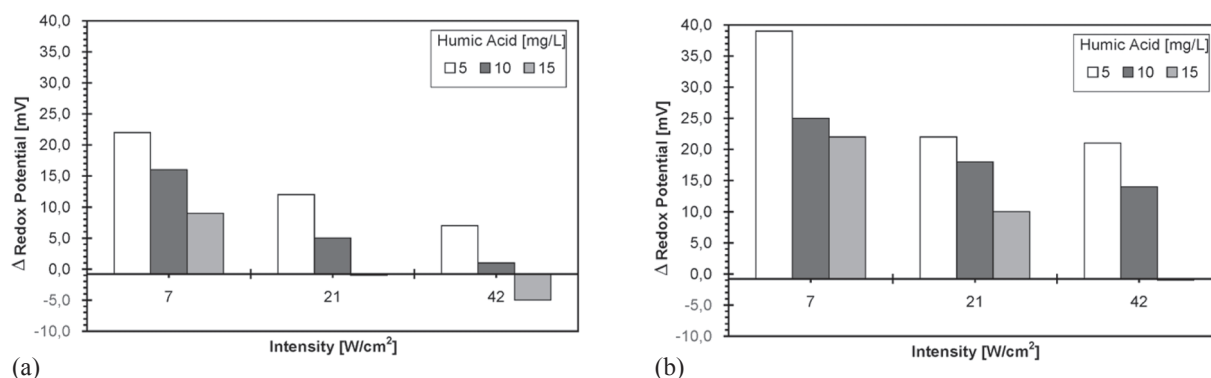 40,0
35,0
30,0
25,0
20,0
15,0
10,0
5,0
0,0
-5,0
-10,0
Δ Redox Potential [mV]
Humic Acid [mg/L]
5 10 15
7 21 42
Intensity [W/cm²]
(a)
40,0
35,0
30,0
25,0
20,0
15,0
10,0
5,0
0,0
-5,0
-10,0
Δ Redox Potential [mV]
Humic Acid [mg/L]
5 10 15
7 21 42
Intensity [W/cm²]
(b)